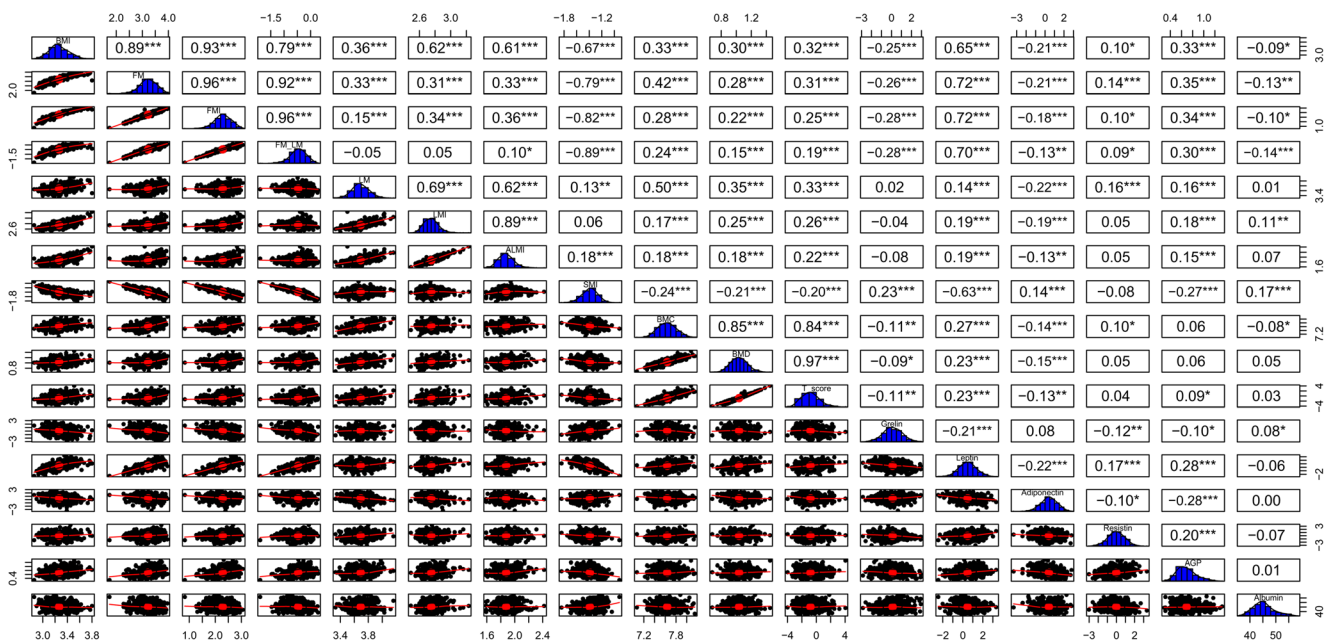 2.0 3.0 4.0 −1.5 0.0 2.6 3.0 −1.8 −1.2 0.8 1.2 −3 0 2 −3 0 2 0.4 1.0
BMI 0.89*** 0.93*** 0.79*** 0.36*** 0.62*** 0.61*** −0.67*** 0.33*** 0.30*** 0.32*** −0.25*** 0.65*** −0.21*** 0.10* 0.33*** −0.09* 3.0
2.0 FM 0.96*** 0.92*** 0.33*** 0.31*** 0.33*** −0.79*** 0.42*** 0.28*** 0.31*** −0.26*** 0.72*** −0.21*** 0.14*** 0.35*** −0.13**
FMI 0.96*** 0.15*** 0.34*** 0.36*** −0.82*** 0.28*** 0.22*** 0.25*** −0.28*** 0.72*** −0.18*** 0.10* 0.34*** −0.10* 1.0
−1.5 FM_LM −0.05 0.05 0.10* −0.89*** 0.24*** 0.15*** 0.19*** −0.28*** 0.70*** −0.13** 0.09* 0.30*** −0.14***
LM 0.69*** 0.62*** 0.13** 0.50*** 0.35*** 0.33*** 0.02 0.14*** −0.22*** 0.16*** 0.16*** 0.01 3.4
2.6 LMI 0.89*** 0.06 0.17*** 0.25*** 0.26*** −0.04 0.19*** −0.19*** 0.05 0.18*** 0.11**
ALMI 0.18*** 0.18*** 0.18*** 0.22*** −0.08 0.19*** −0.13** 0.05 0.15*** 0.07 1.6
−1.8 SMI −0.24*** −0.21*** −0.20*** 0.23*** −0.63*** 0.14*** −0.08 −0.27*** 0.17***
BMC 0.85*** 0.84*** −0.11** 0.27*** −0.14*** 0.10* 0.06 −0.08* 7.2
0.8 BMD 0.97*** −0.09* 0.23*** −0.15*** 0.05 0.06 0.05
T_score −0.11** 0.23*** −0.13** 0.04 0.09* 0.03 −4 4
−3 3 Grelin −0.21*** 0.08 −0.12** −0.10* 0.08*
Leptin −0.22*** 0.17*** 0.28*** −0.06 −2
−3 3 Adiponectin −0.10* −0.28*** 0.00
Resistin 0.20*** −0.07 −3 3
0.4 AGP 0.01
Albumin 40
3.0 3.4 3.8 1.0 2.0 3.0 3.4 3.8 1.6 2.0 2.4 7.2 7.8 −4 0 4 −2 0 2 −3 0 2 40 50